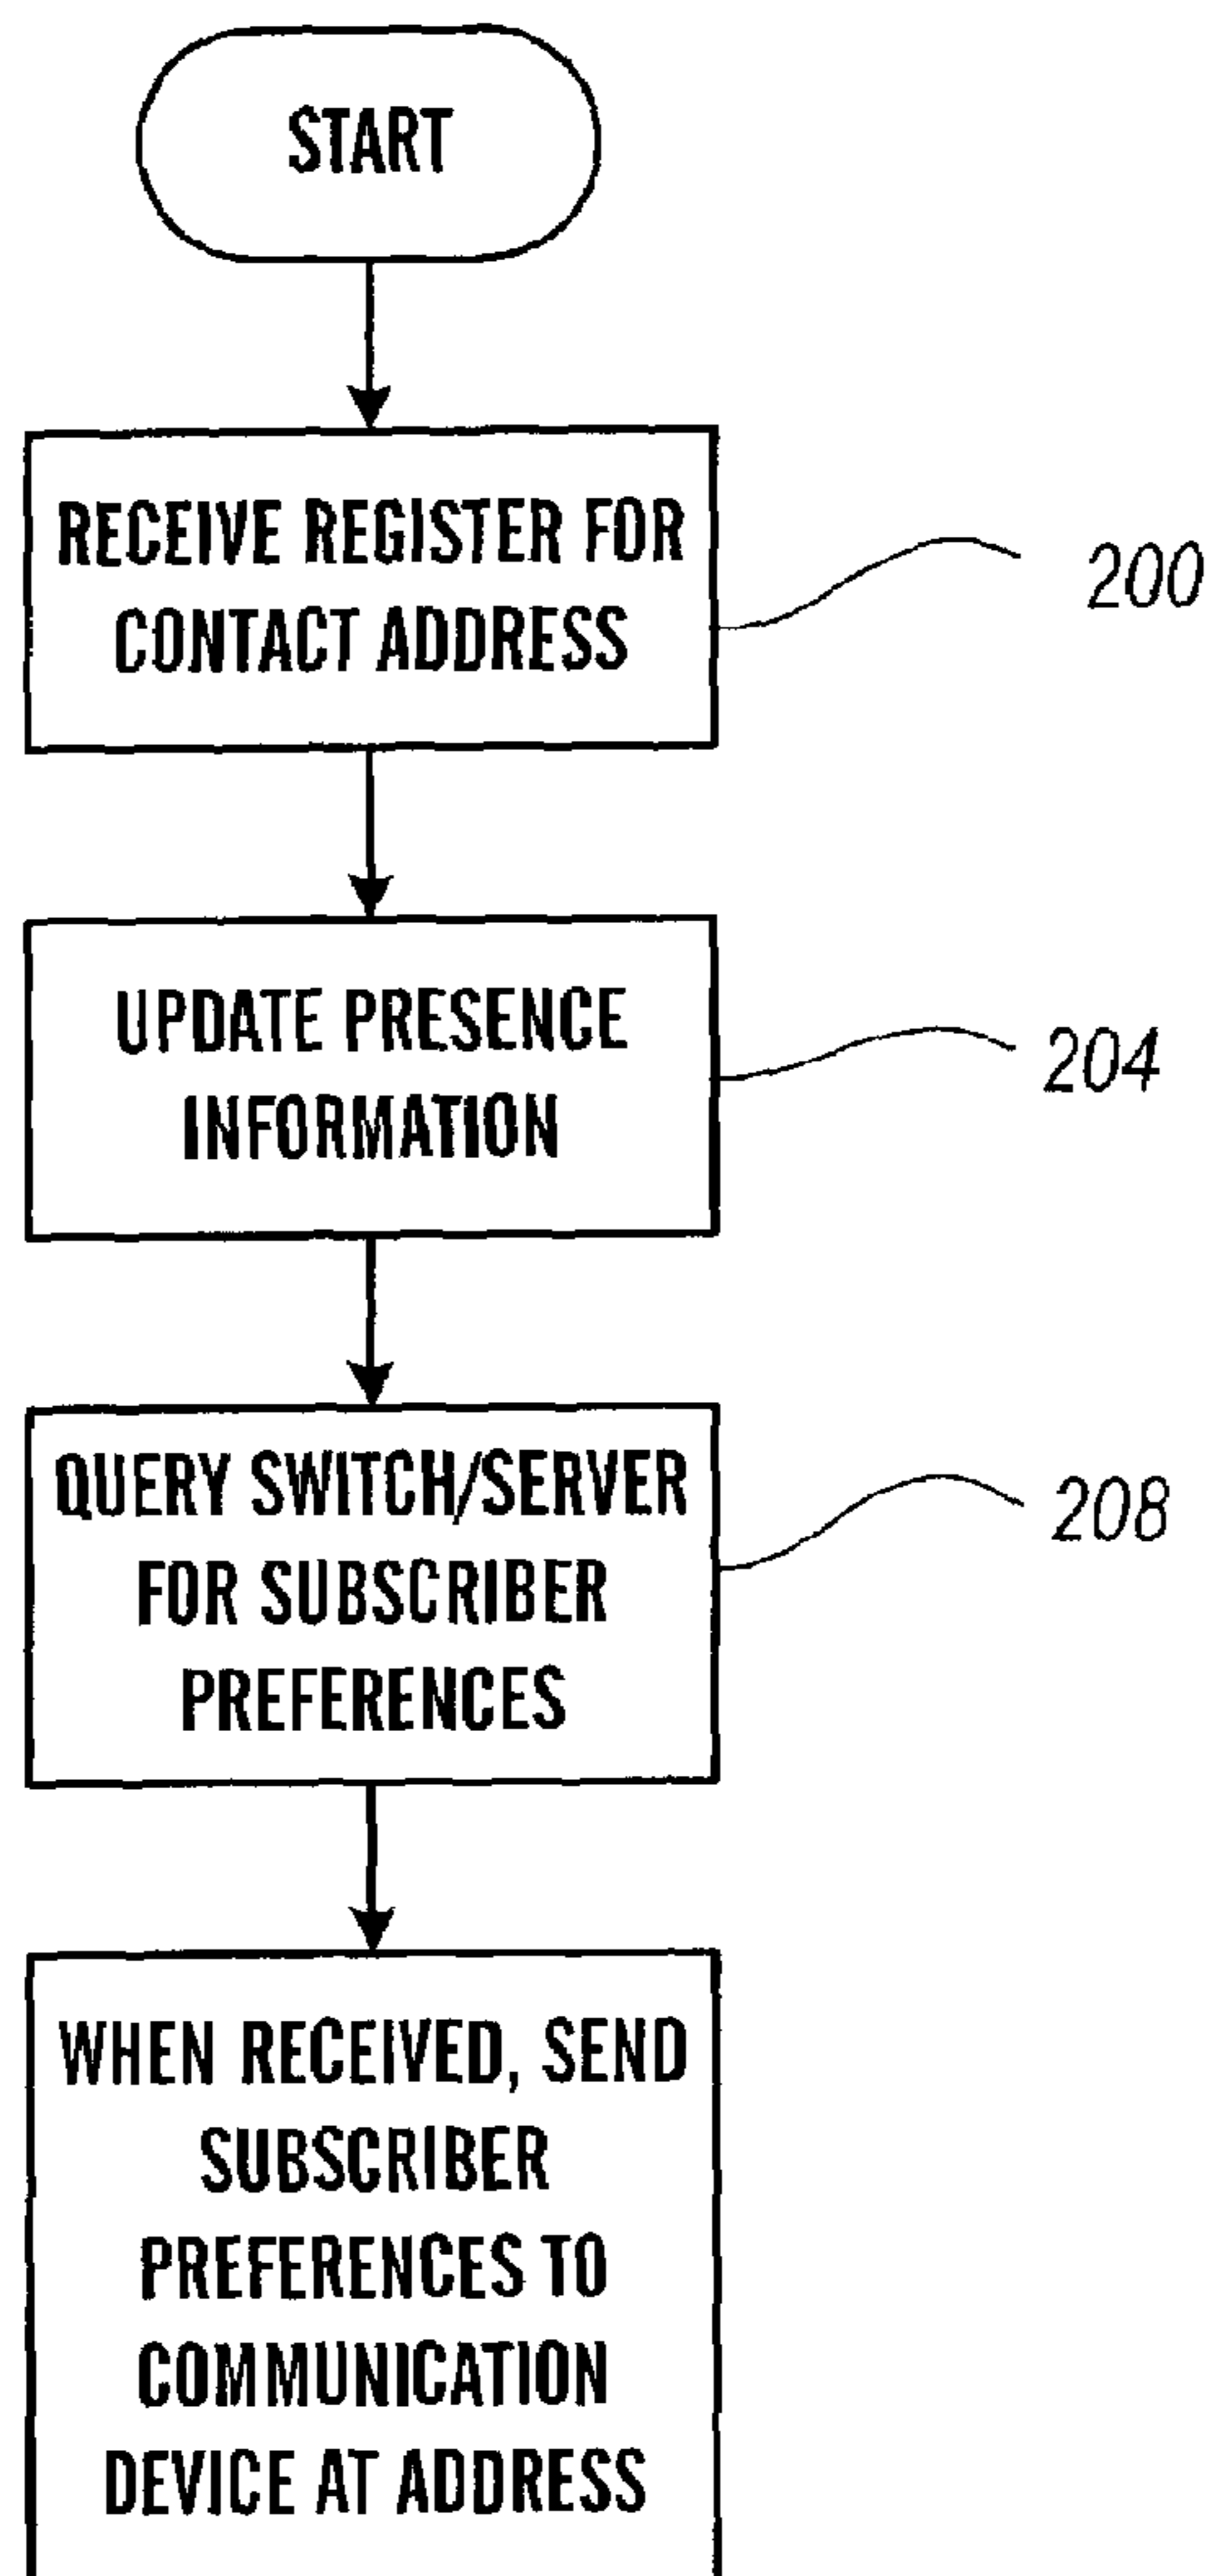 START
RECEIVE REGISTER FOR
CONTACT ADDRESS
200
UPDATE PRESENCE
INFORMATION
204
QUERY SWITCH/SERVER
FOR SUBSCRIBER
PREFERENCES
208
WHEN RECEIVED, SEND
SUBSCRIBER
PREFERENCES TO
COMMUNICATION
DEVICE AT ADDRESS